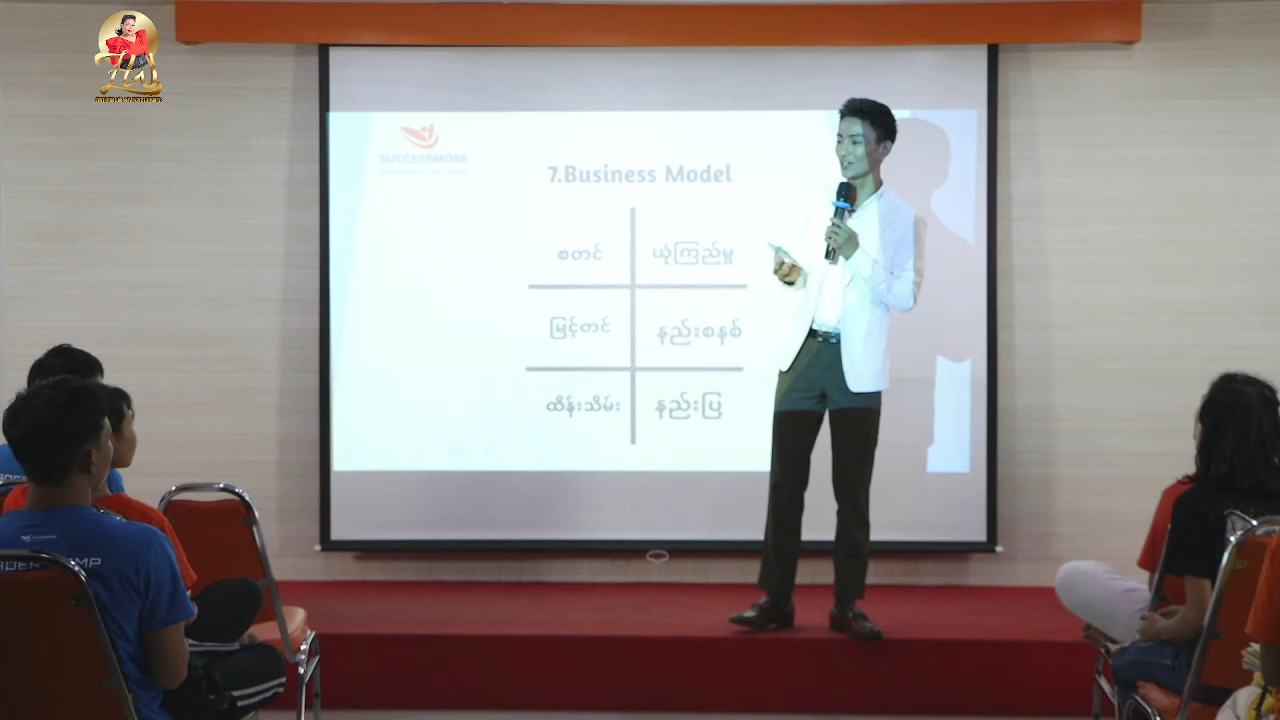 SUCCESSMORE
7.Business Model
စတင် ယုံကြည်မှု
မြှင့်တင် နည်းစနစ်
ထိန်းသိမ်း နည်းပြ